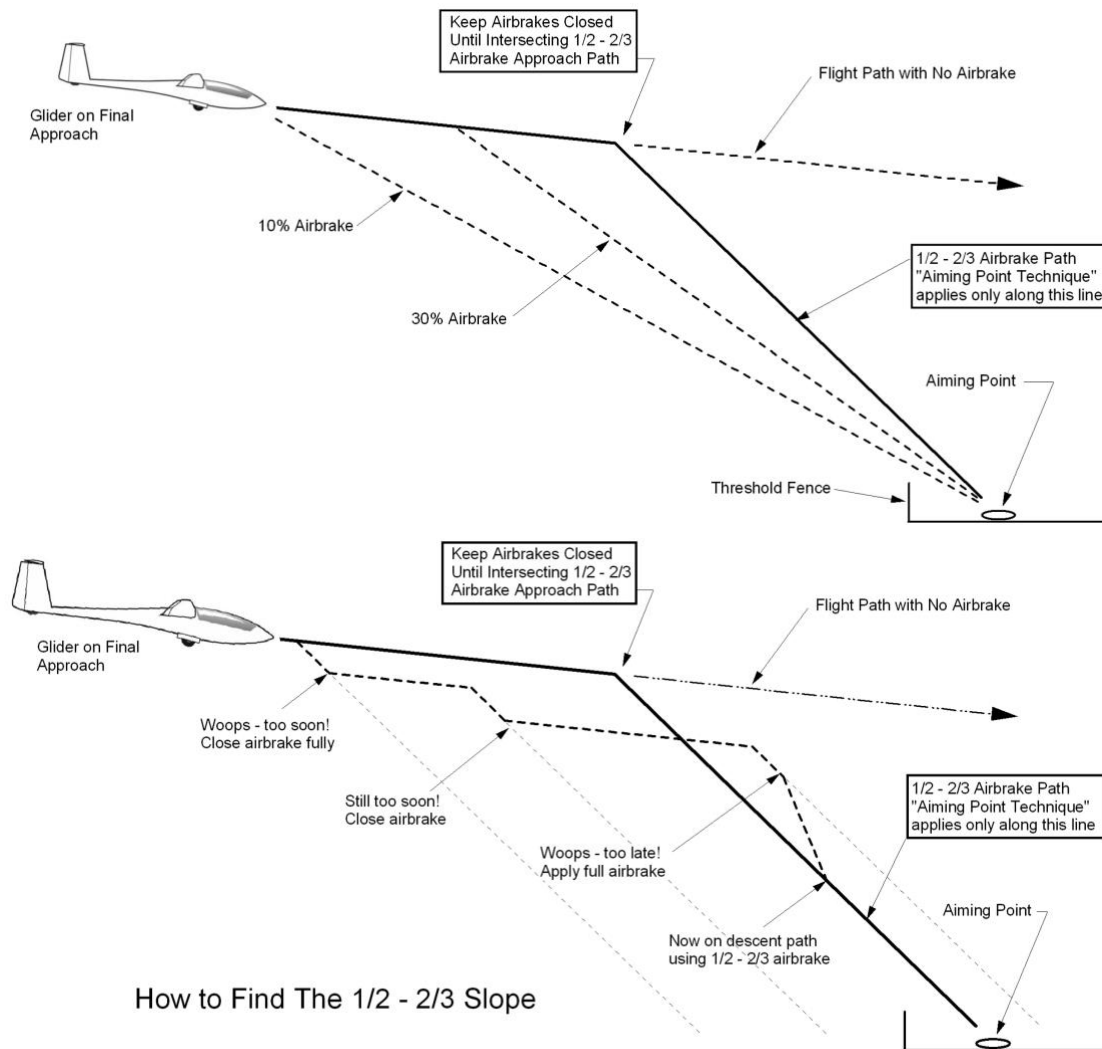 Keep Airbrakes Closed
Until Intersecting 1/2 - 2/3
Airbrake Approach Path
Flight Path with No Airbrake
Glider on Final
Approach
10% Airbrake
30% Airbrake
1/2 - 2/3 Airbrake Path
"Aiming Point Technique"
applies only along this line
Aiming Point
Threshold Fence
Keep Airbrakes Closed
Until Intersecting 1/2 - 2/3
Airbrake Approach Path
Flight Path with No Airbrake
Glider on Final
Approach
Woops - too soon!
Close airbrake fully
Still too soon!
Close airbrake
Woops - too late!
Apply full airbrake
1/2 - 2/3 Airbrake Path
"Aiming Point Technique"
applies only along this line
Aiming Point
Now on descent path
using 1/2 - 2/3 airbrake
How to Find The 1/2 - 2/3 Slope